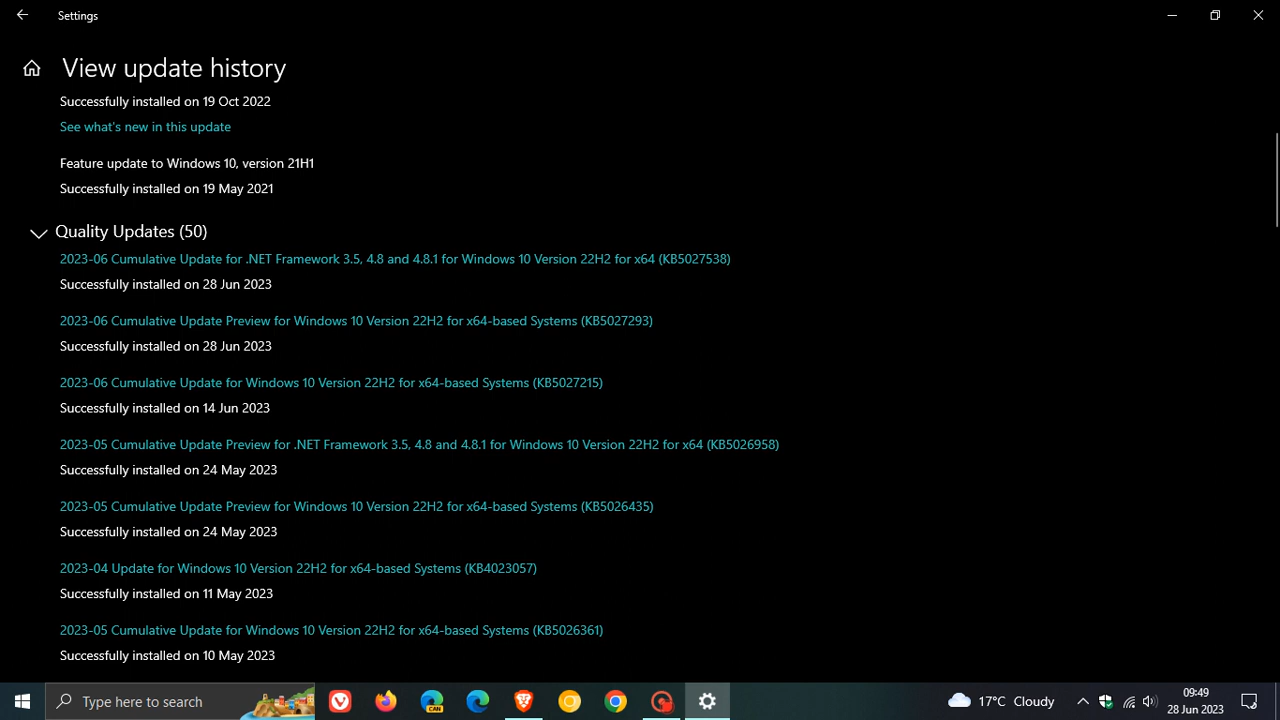 Settings
View update history
Successfully installed on 19 Oct 2022
See what's new in this update
Feature update to Windows 10, version 21H1
Successfully installed on 19 May 2021
Quality Updates (50)
2023-06 Cumulative Update for .NET Framework 3.5, 4.8 and 4.8.1 for Windows 10 Version 22H2 for x64 (KB5027538)
Successfully installed on 28 Jun 2023
2023-06 Cumulative Update Preview for Windows 10 Version 22H2 for x64-based Systems (KB5027293)
Successfully installed on 28 Jun 2023
2023-06 Cumulative Update for Windows 10 Version 22H2 for x64-based Systems (KB5027215)
Successfully installed on 14 Jun 2023
2023-05 Cumulative Update Preview for .NET Framework 3.5, 4.8 and 4.8.1 for Windows 10 Version 22H2 for x64 (KB5026958)
Successfully installed on 24 May 2023
2023-05 Cumulative Update Preview for Windows 10 Version 22H2 for x64-based Systems (KB5026435)
Successfully installed on 24 May 2023
2023-04 Update for Windows 10 Version 22H2 for x64-based Systems (KB4023057)
Successfully installed on 11 May 2023
2023-05 Cumulative Update for Windows 10 Version 22H2 for x64-based Systems (KB5026361)
Successfully installed on 10 May 2023
Type here to search
CAN
17°C Cloudy
09:49
28 Jun 2023